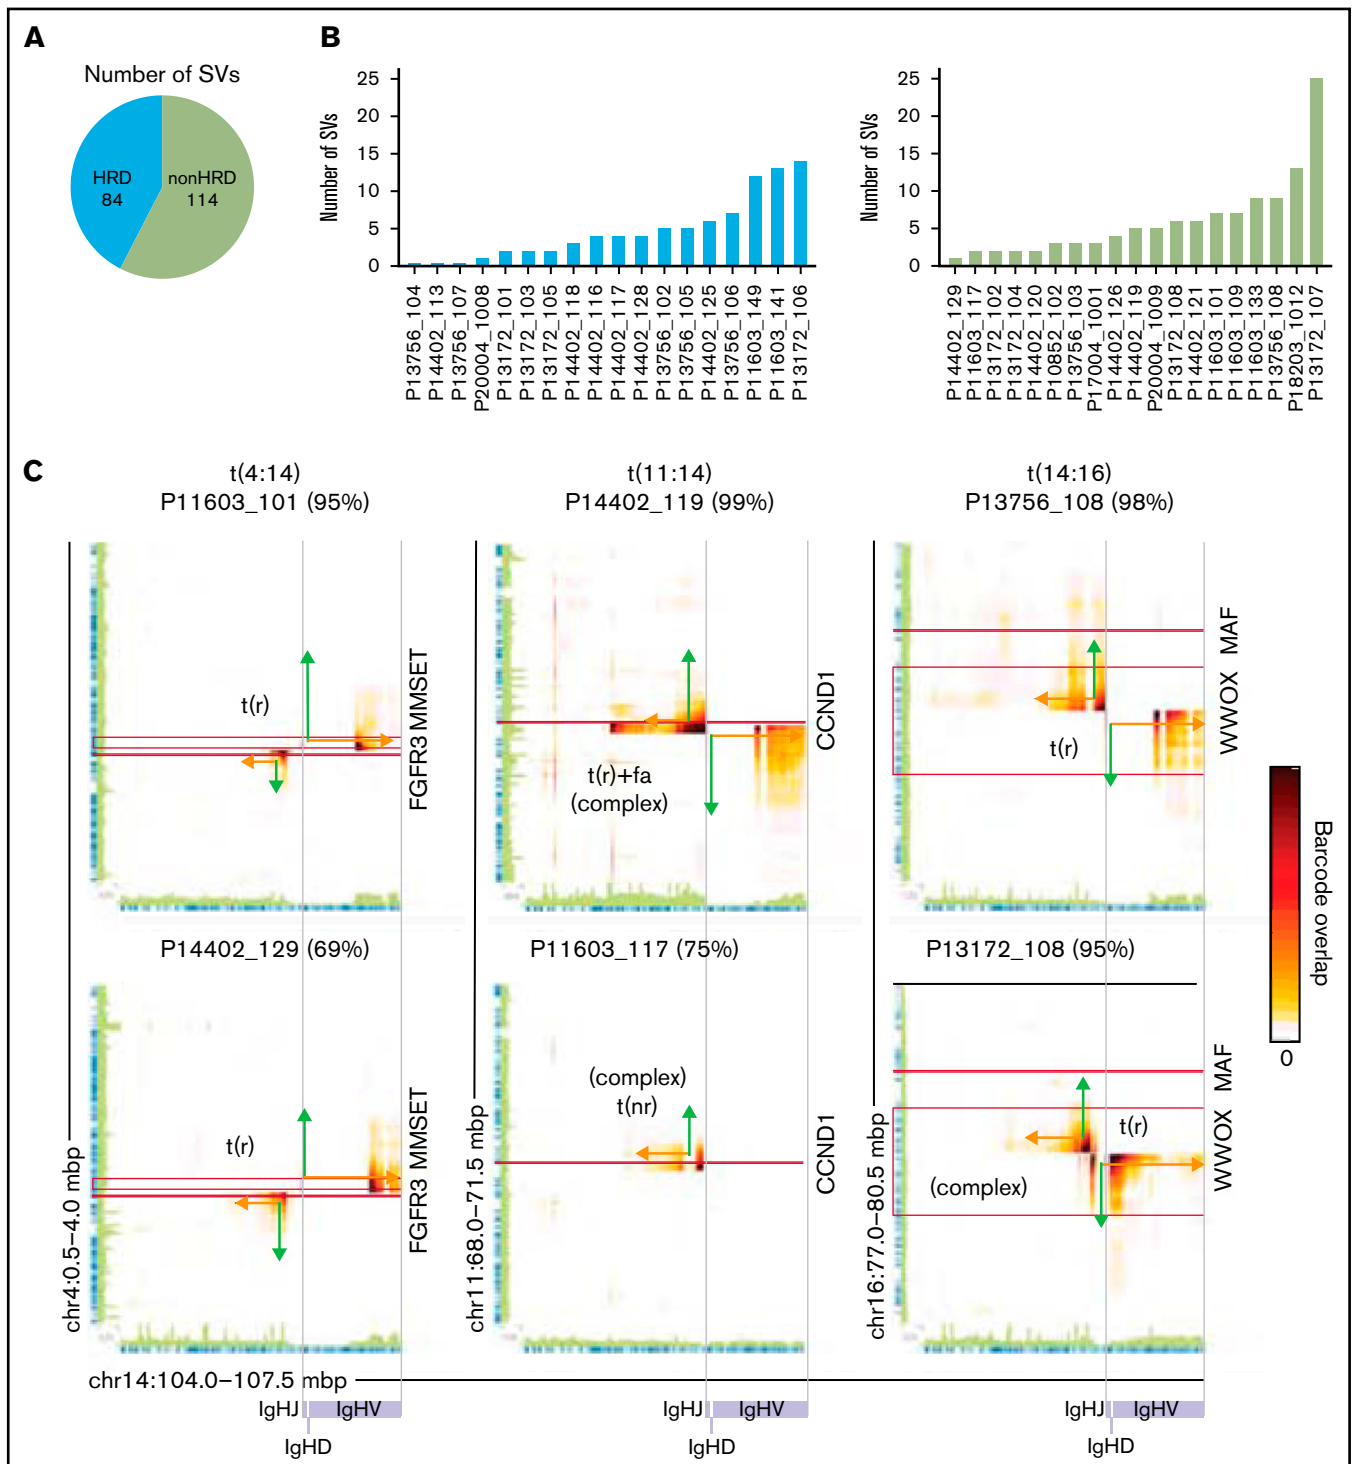 A
Number of SVs
HRD
84
nonHRD
114
B
Number of SVs
25
20
15
10
5
0
P13756_104
P14402_113
P13756_107
P20004_1008
P13172_101
P13172_103
P13172_105
P14402_118
P14402_116
P14402_117
P14402_128
P13756_102
P13756_105
P14402_125
P13756_106
P11603_149
P11603_141
P13172_106
Number of SVs
25
20
15
10
5
0
P14402_129
P11603_117
P13172_102
P13172_104
P14402_120
P10852_102
P13756_103
P17004_1001
P14402_126
P14402_119
P20004_1009
P13172_108
P14402_121
P11603_101
P11603_109
P11603_133
P13756_108
P18203_1012
P13172_107
C
t(4:14)
P11603_101 (95%)
t(r)
FGFR3 MMSET
t(11:14)
P14402_119 (99%)
t(r)+fa
(complex)
CCND1
t(14:16)
P13756_108 (98%)
t(r)
WWOX MAF
Barcode overlap
0
P14402_129 (69%)
t(r)
FGFR3 MMSET
chr4:0.5–4.0 mbp
P11603_117 (75%)
(complex)
t(nr)
CCND1
chr11:68.0–71.5 mbp
P13172_108 (95%)
t(r)
(complex)
WWOX MAF
chr16:77.0–80.5 mbp
chr14:104.0–107.5 mbp
IgHJ IgHV
IgHD
IgHJ IgHV
IgHD
IgHJ IgHV
IgHD